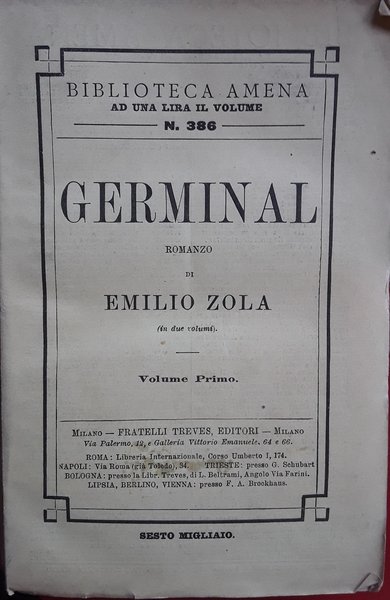 BIBLIOTECA AMENA
AD UNA LIRA IL VOLUME
N. 386
GERMINAL
ROMANZO
DI
EMILIO ZOLA
(in due volumi).
Volume Primo.
MILANO — FRATELLI TREVES, EDITORI — MILANO
Via Palermo, 12, e Galleria Vittorio Emanuele, 64 e 66.
ROMA: Libreria Internazionale, Corso Umberto I, 174.
NAPOLI: Via Roma (già Toledo), 34. TRIESTE: presso G. Schubart
BOLOGNA: presso la Libr. Treves, di L. Beltrami, Angolo Via Farini.
LIPSIA, BERLINO, VIENNA: presso F. A. Brockhaus.
SESTO MIGLIAIO.